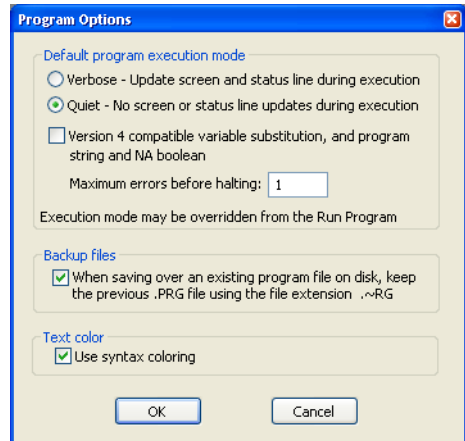 Program Options
Default program execution mode
Verbose - Update screen and status line during execution
Quiet - No screen or status line updates during execution
Version 4 compatible variable substitution, and program
string and NA boolean
Maximum errors before halting: 1
Execution mode may be overridden from the Run Program
Backup files
When saving over an existing program file on disk, keep
the previous .PRG file using the file extension .~RG
Text color
Use syntax coloring
OK Cancel